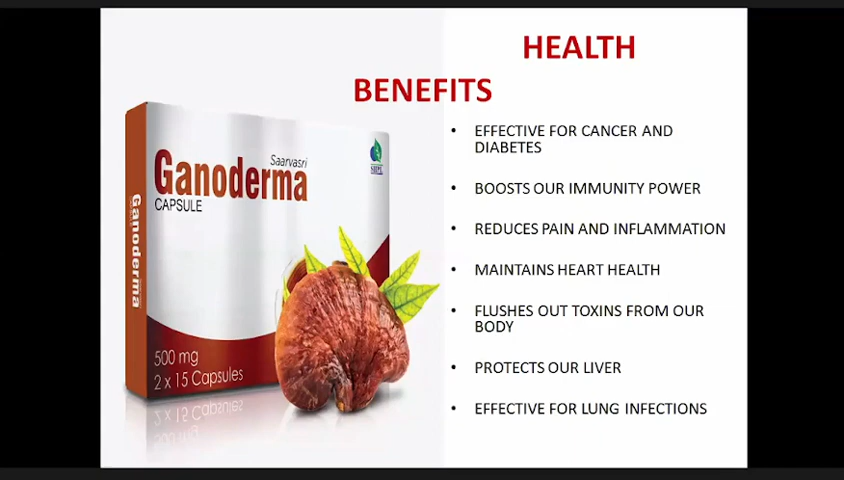 HEALTH
BENEFITS
• EFFECTIVE FOR CANCER AND
DIABETES
• BOOSTS OUR IMMUNITY POWER
• REDUCES PAIN AND INFLAMMATION
• MAINTAINS HEART HEALTH
• FLUSHES OUT TOXINS FROM OUR
BODY
• PROTECTS OUR LIVER
• EFFECTIVE FOR LUNG INFECTIONS
Saarvasri
Ganoderma
CAPSULE
Ganoderma
500 mg
2 x 15 Capsules